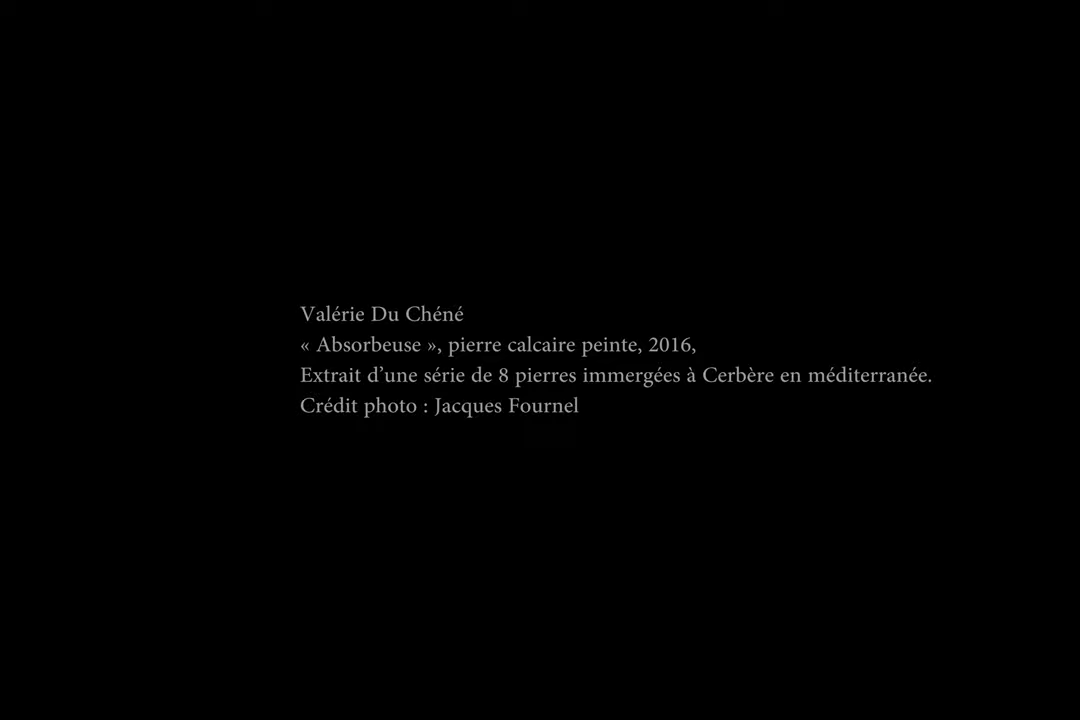 Valérie Du Chéné
« Absorbeuse », pierre calcaire peinte, 2016,
Extrait d’une série de 8 pierres immergées à Cerbère en méditerranée.
Crédit photo : Jacques Fournel